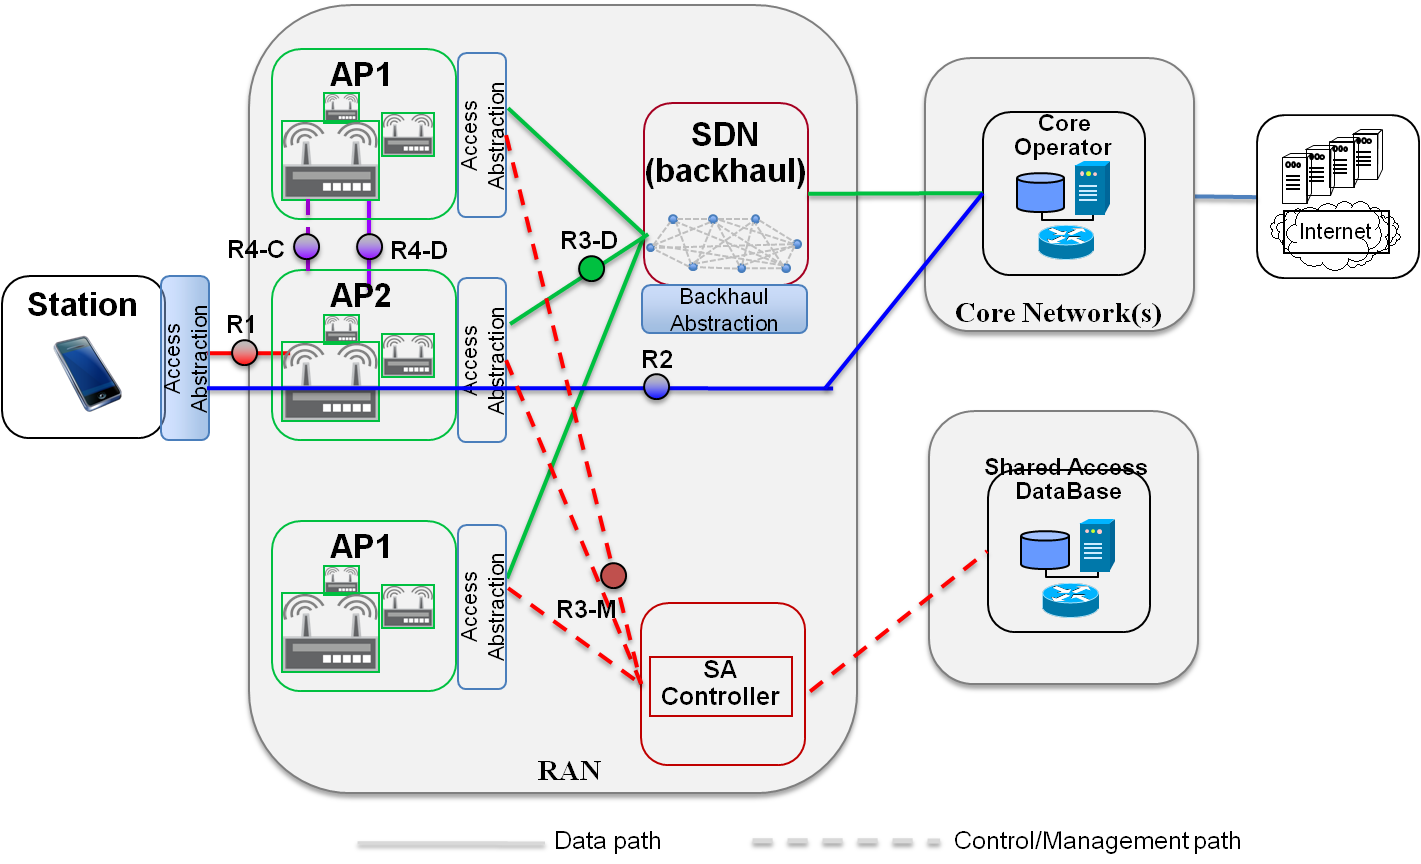 AP1
Access
Abstraction
SDN
(backhaul)
Core
Operator
R3-D
R4-C
R4-D
Internet
Station
AP2
Backhaul
Abstraction
Core Network(s)
Access
Abstraction
R1
Access
Abstraction
R2
Shared Access
DataBase
AP1
Access
Abstraction
R3-M
SA
Controller
RAN
Data path
Control/Management path